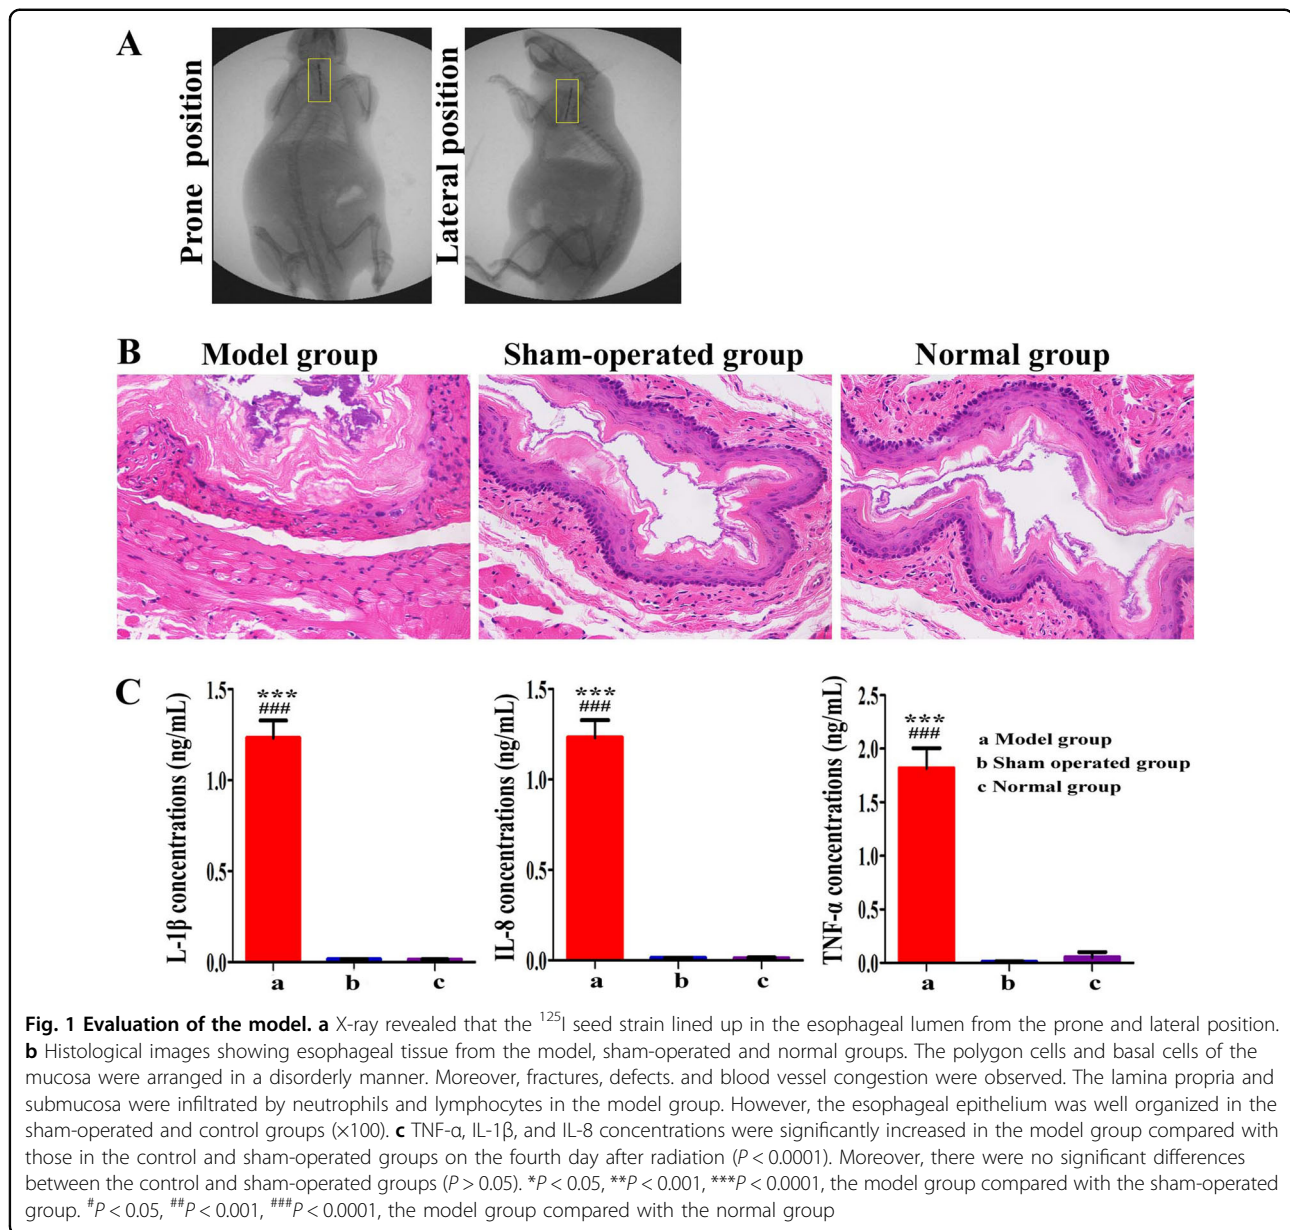 A
Prone position
Lateral position
B
Model group
Sham-operated group
Normal group
C
L-1β concentrations (ng/mL)
1.5
1.0
0.5
0.0
***
###
a
b
c
IL-8 concentrations (ng/mL)
1.5
1.0
0.5
0.0
***
###
a
b
c
TNF-α concentrations (ng/mL)
2.5
2.0
1.5
1.0
0.5
0.0
***
###
a
b
c
a Model group
b Sham operated group
c Normal group
Fig. 1 Evaluation of the model. a X-ray revealed that the ¹²⁵I seed strain lined up in the esophageal lumen from the prone and lateral position.
b Histological images showing esophageal tissue from the model, sham-operated and normal groups. The polygon cells and basal cells of the
mucosa were arranged in a disorderly manner. Moreover, fractures, defects. and blood vessel congestion were observed. The lamina propria and
submucosa were infiltrated by neutrophils and lymphocytes in the model group. However, the esophageal epithelium was well organized in the
sham-operated and control groups (×100). c TNF-α, IL-1β, and IL-8 concentrations were significantly increased in the model group compared with
those in the control and sham-operated groups on the fourth day after radiation (P < 0.0001). Moreover, there were no significant differences
between the control and sham-operated groups (P > 0.05). *P < 0.05, **P < 0.001, ***P < 0.0001, the model group compared with the sham-operated
group. #P < 0.05, ##P < 0.001, ###P < 0.0001, the model group compared with the normal group